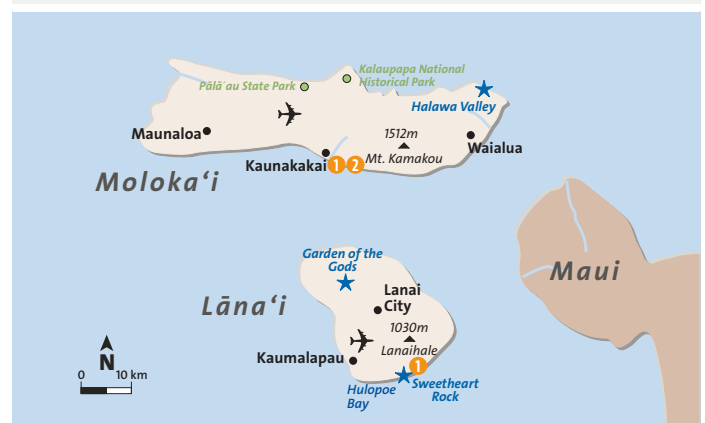 Kalaupapa National
Historical Park
Pālā´au State Park
Halawa Valley
Maunaloa
1512m
Mt. Kamakou
Waialua
Kaunakakai
1 2
Moloka‘i
Maui
Garden of the
Gods
Lāna‘i
Lanai
City
1030m
Lanaihale
Kaumalapau
1
Hulopoe
Bay
Sweetheart
Rock
N
0 10 km